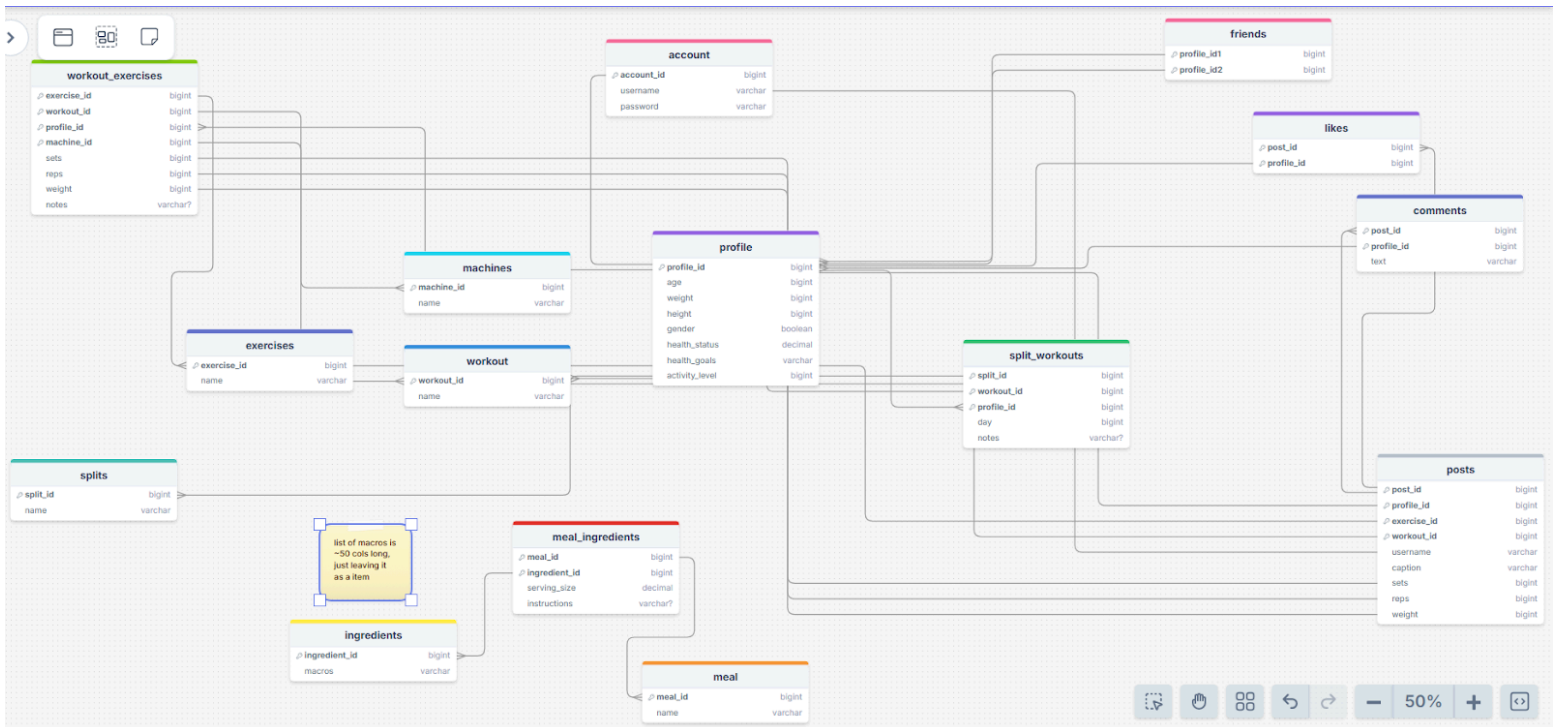 workout_exercises
exercise_id bigint
workout_id bigint
profile_id bigint
machine_id bigint
sets bigint
reps bigint
weight bigint
notes varchar?
account
account_id bigint
username varchar
password varchar
friends
profile_id1 bigint
profile_id2 bigint
likes
post_id bigint
profile_id bigint
comments
post_id bigint
profile_id bigint
text varchar
machines
machine_id bigint
name varchar
profile
profile_id bigint
age bigint
weight bigint
height bigint
gender boolean
health_status decimal
health_goals varchar
activity_level bigint
exercises
exercise_id bigint
name varchar
workout
workout_id bigint
name varchar
split_workouts
split_id bigint
workout_id bigint
profile_id bigint
day bigint
notes varchar?
splits
split_id bigint
name varchar
posts
post_id bigint
profile_id bigint
exercise_id bigint
workout_id bigint
username varchar
caption varchar
sets bigint
reps bigint
weight bigint
list of macros is
~50 cols long,
just leaving it
as a item
meal_ingredients
meal_id bigint
ingredient_id bigint
serving_size decimal
instructions varchar?
ingredients
ingredient_id bigint
macros varchar
meal
meal_id bigint
name varchar
50%